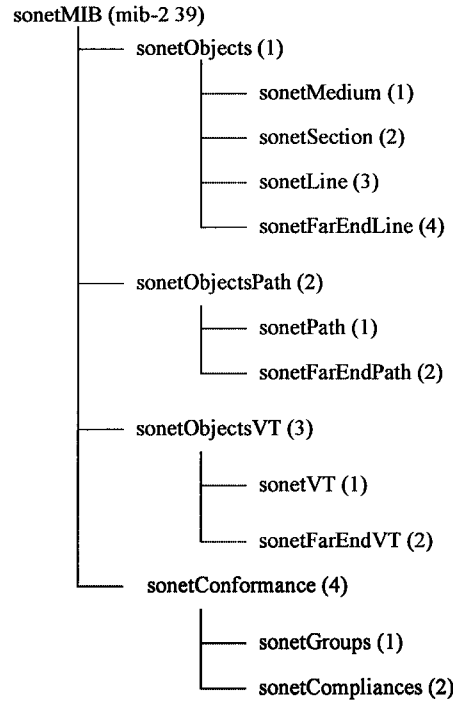 sonetMIB (mib-2 39)
sonetObjects (1)
sonetMedium (1)
sonetSection (2)
sonetLine (3)
sonetFarEndLine (4)
sonetObjectsPath (2)
sonetPath (1)
sonetFarEndPath (2)
sonetObjectsVT (3)
sonetVT (1)
sonetFarEndVT (2)
sonetConformance (4)
sonetGroups (1)
sonetCompliances (2)